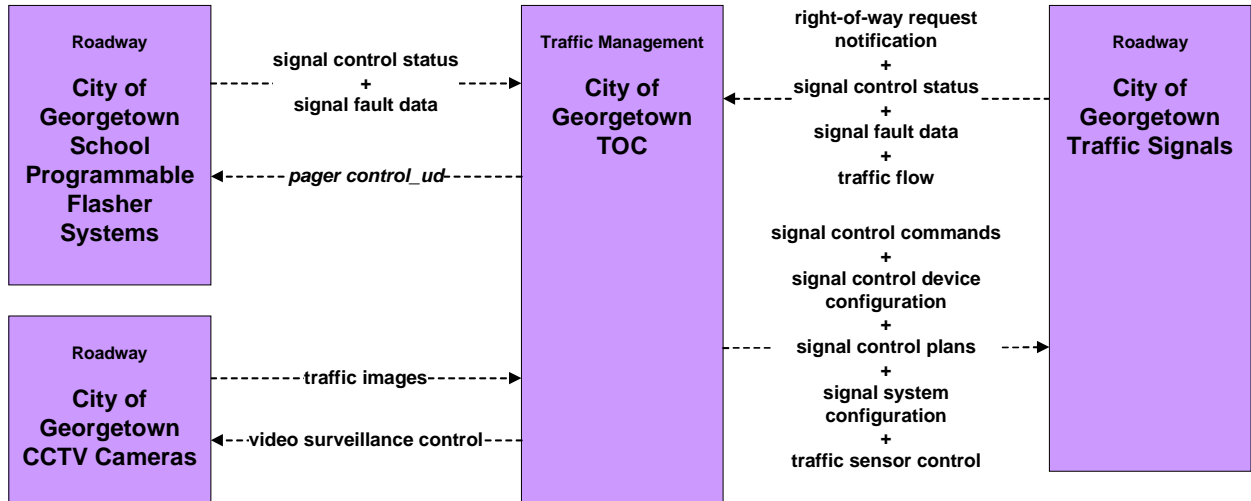 Roadway
City of
Georgetown
School
Programmable
Flasher
Systems
signal control status
+
signal fault data
pager control_ud
Roadway
City of
Georgetown
CCTV Cameras
traffic images
video surveillance control
Traffic Management
City of
Georgetown
TOC
right-of-way request
notification
+
signal control status
+
signal fault data
+
traffic flow
signal control commands
+
signal control device
configuration
+
signal control plans
+
signal system
configuration
+
traffic sensor control
Roadway
City of
Georgetown
Traffic Signals